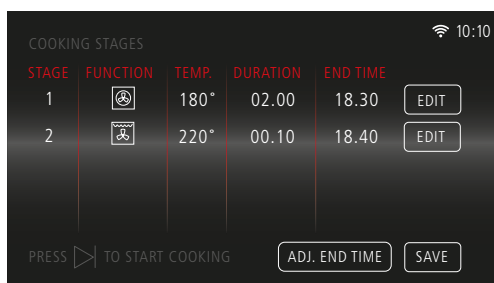 10:10
COOKING STAGES
STAGE FUNCTION TEMP. DURATION END TIME
1 180° 02.00 18.30 EDIT
2 220° 00.10 18.40 EDIT
PRESS TO START COOKING ADJ. END TIME SAVE